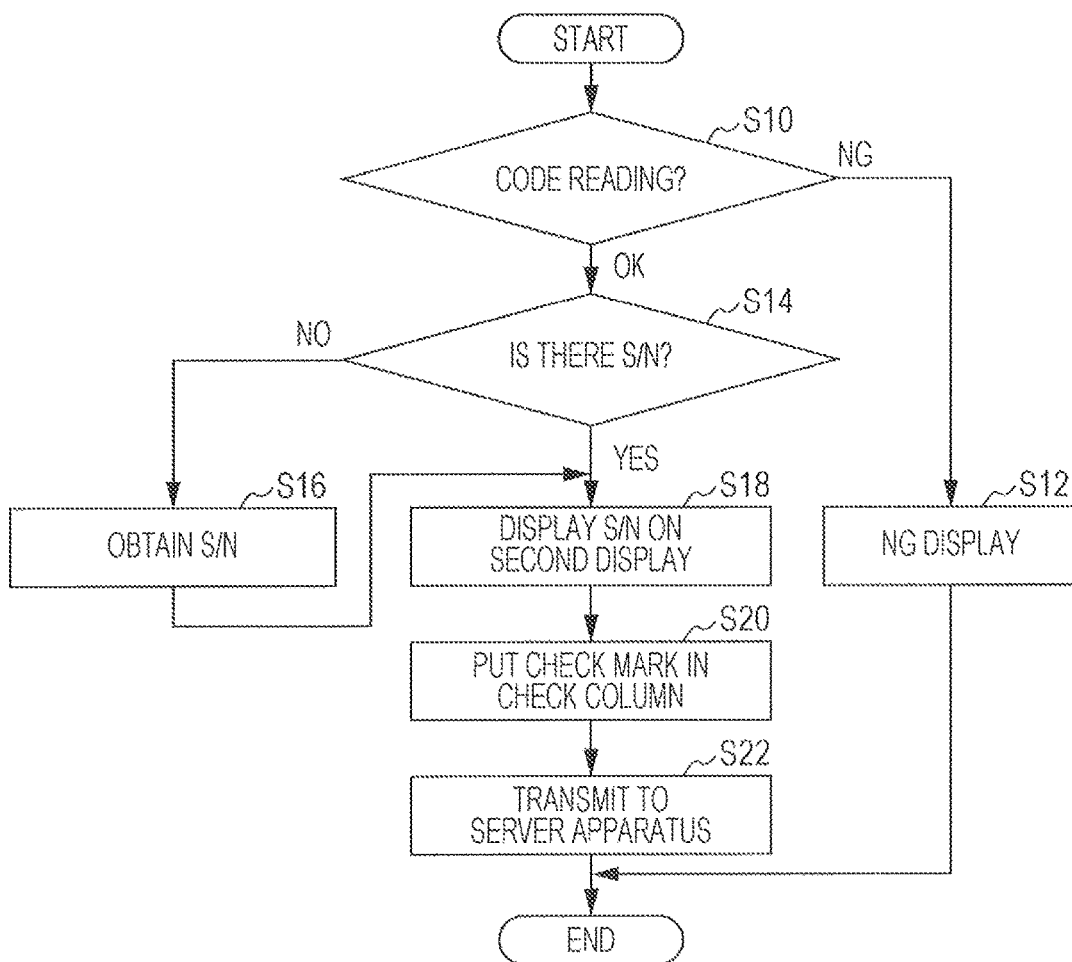 START
S10
CODE READING?
NG
OK
S14
NO
IS THERE S/N?
YES
S16
OBTAIN S/N
S18
DISPLAY S/N ON
SECOND DISPLAY
S12
NG DISPLAY
S20
PUT CHECK MARK IN
CHECK COLUMN
S22
TRANSMIT TO
SERVER APPARATUS
END